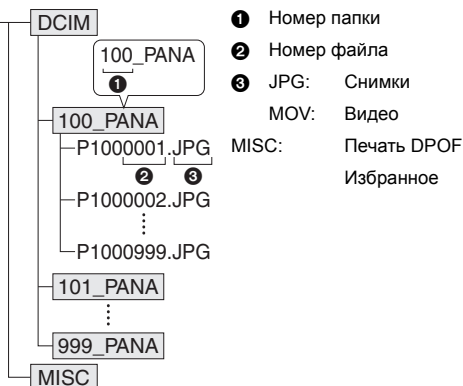 DCIM
100_PANA
❶
100_PANA
P1000001.JPG
❷ ❸
P1000002.JPG
P1000999.JPG
101_PANA
999_PANA
MISC
❶ Номер папки
❷ Номер файла
❸ JPG: Снимки
MOV: Видео
MISC: Печать DPOF
Избранное